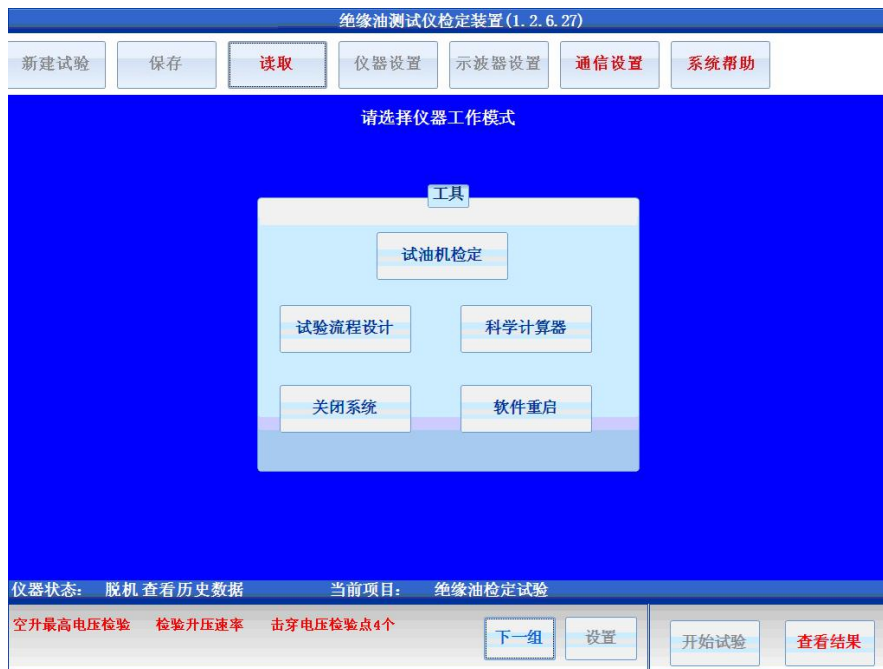 绝缘油测试仪检定装置(1.2.6.27)
新建试验 保存 读取 仪器设置 示波器设置 通信设置 系统帮助
请选择仪器工作模式
工具
试油机检定
试验流程设计 科学计算器
关闭系统 软件重启
仪器状态： 脱机 查看历史数据 当前项目： 绝缘油检定试验
空升最高电压检验 检验升压速率 击穿电压检验点4个 下一组 设置 开始试验 查看结果